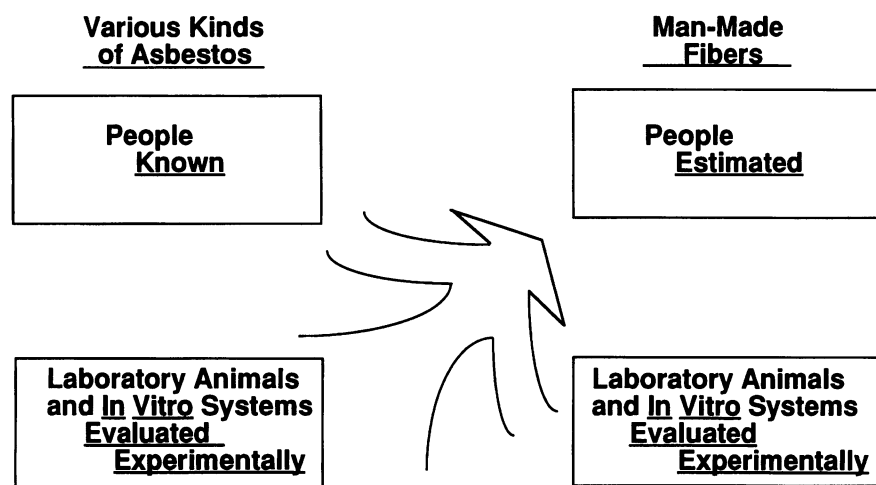 Various Kinds
of Asbestos
Man-Made
Fibers
People
Known
People
Estimated
Laboratory Animals
and In Vitro Systems
Evaluated
Experimentally
Laboratory Animals
and In Vitro Systems
Evaluated
Experimentally